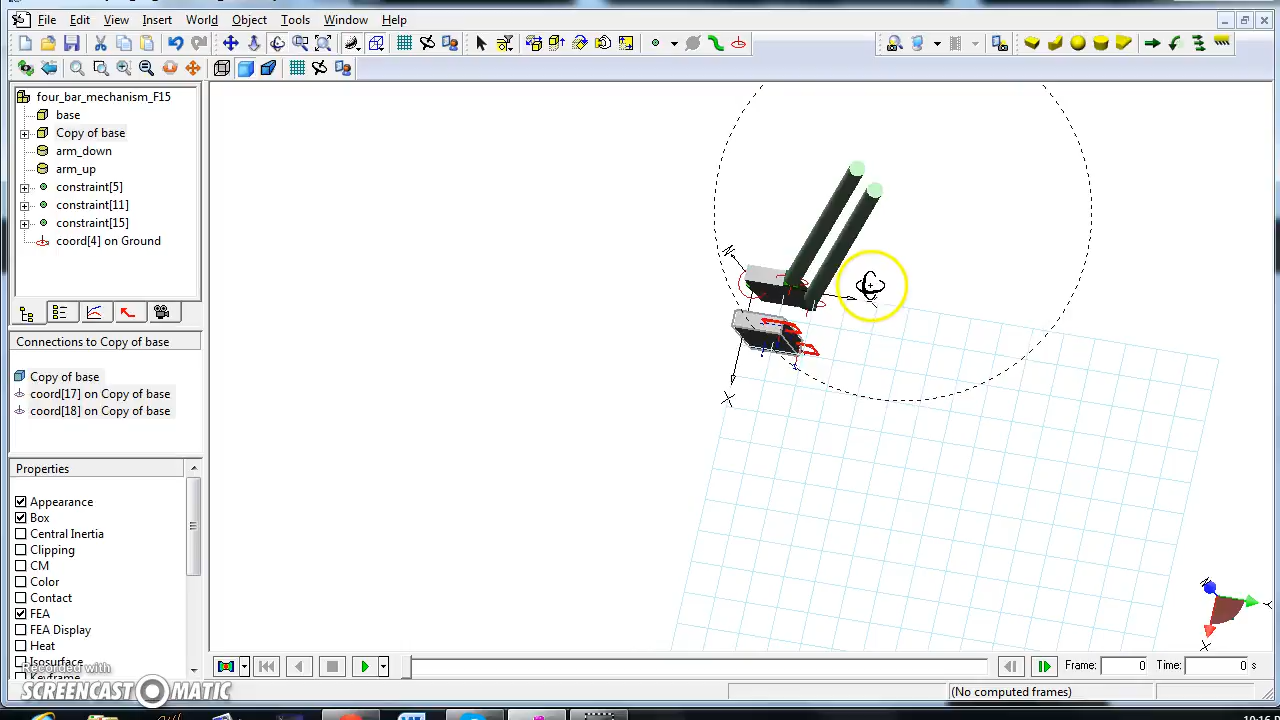 File Edit View Insert World Object Tools Window Help
four_bar_mechanism_F15
base
Copy of base
arm_down
arm_up
constraint[5]
constraint[11]
constraint[15]
coord[4] on Ground
Connections to Copy of base
Copy of base
coord[17] on Copy of base
coord[18] on Copy of base
Properties
Appearance
Box
Central Inertia
Clipping
CM
Color
Contact
FEA
FEA Display
Heat
Isosurface
Recorded with
SCREENCAST MATIC
X
X
Frame: 0 Time: 0 s
(No computed frames)